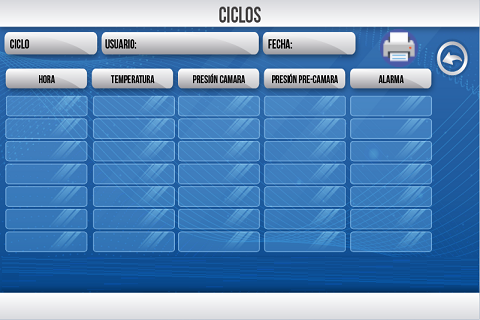 CICLOS
CICLO USUARIO: FECHA:
HORA TEMPERATURA PRESIÓN CAMARA PRESIÓN PRE-CAMARA ALARMA